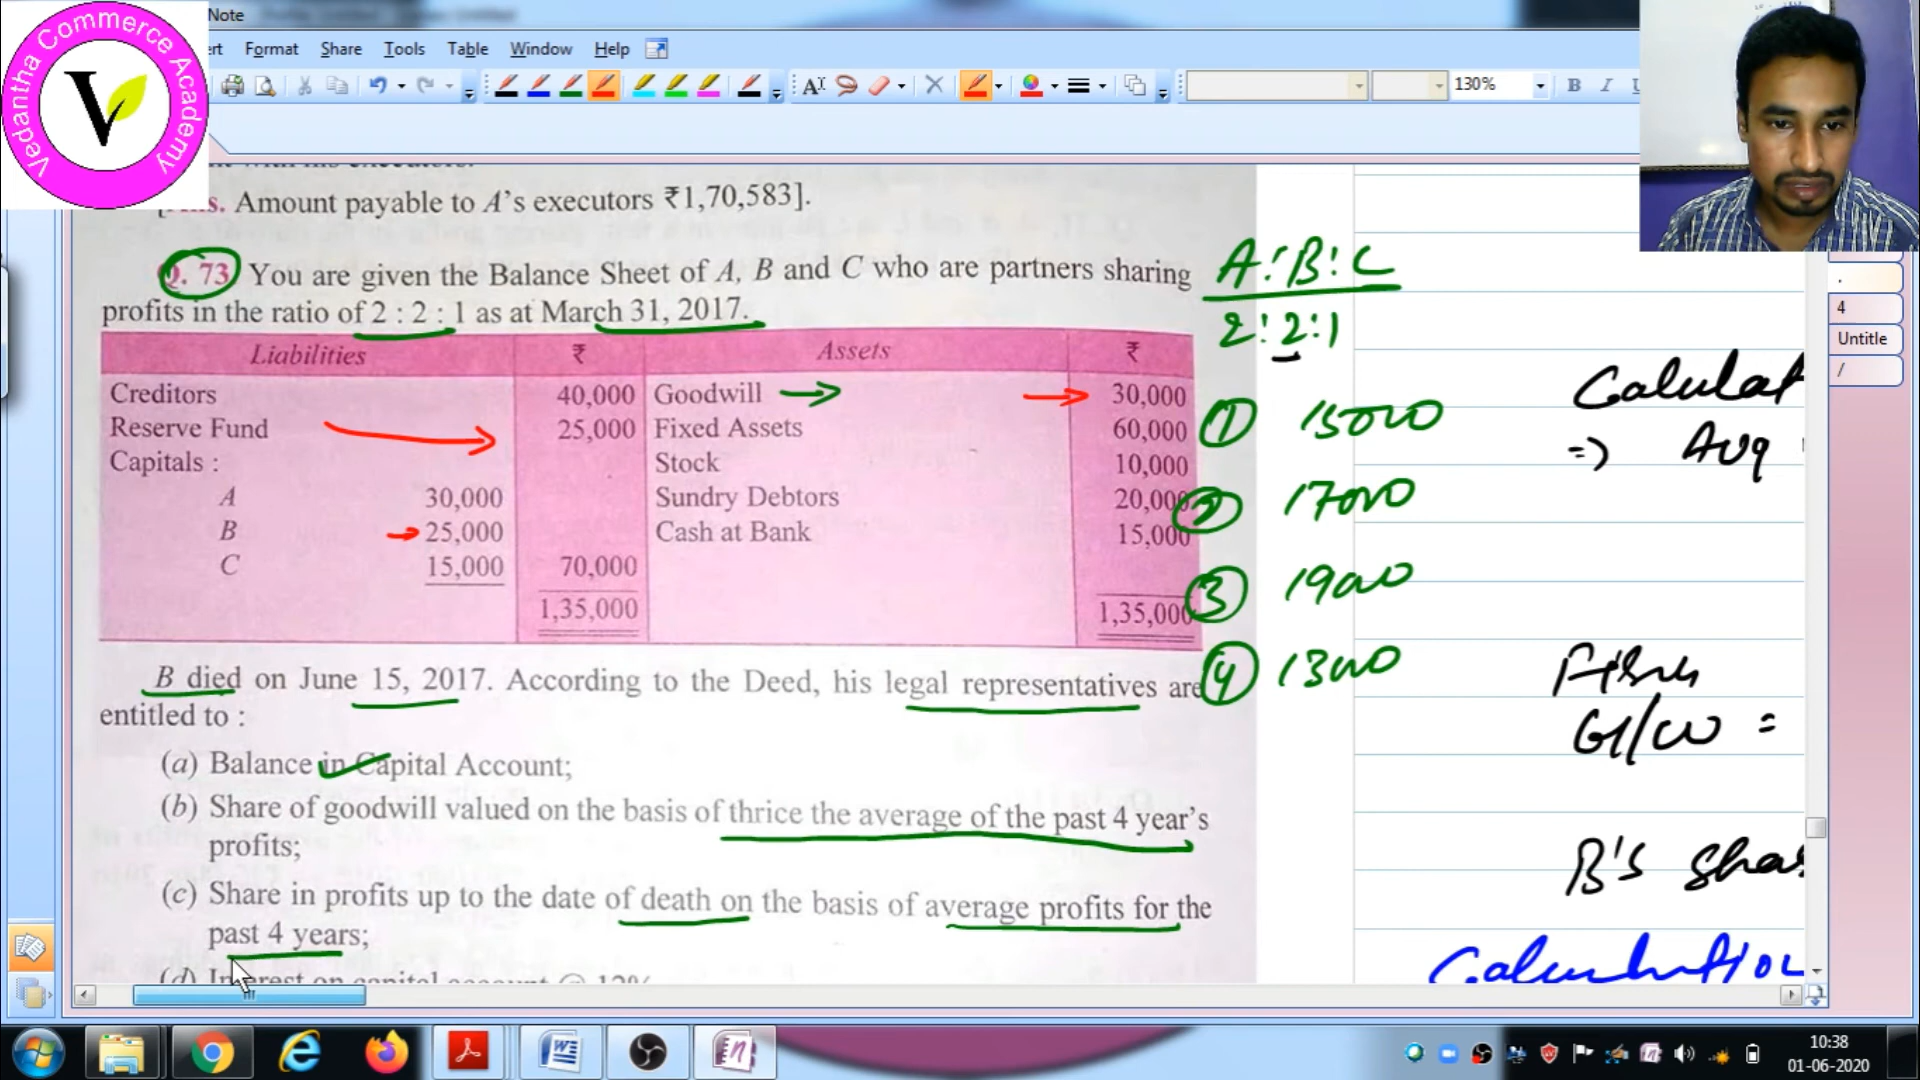 Vedantha Commerce Academy
V
Note
rt Format Share Tools Table Window Help
130% B I U
Amount payable to A's executors ₹1,70,583].
Q. 73 You are given the Balance Sheet of A, B and C who are partners sharing
profits in the ratio of 2 : 2 : 1 as at March 31, 2017.
Liabilities ₹ Assets ₹
Creditors 40,000 Goodwill 30,000
Reserve Fund 25,000 Fixed Assets 60,000
Capitals : Stock 10,000
A 30,000 Sundry Debtors 20,000
B 25,000 Cash at Bank 15,000
C 15,000 70,000
1,35,000 1,35,000
B died on June 15, 2017. According to the Deed, his legal representatives are
entitled to :
(a) Balance in Capital Account;
(b) Share of goodwill valued on the basis of thrice the average of the past 4 year's
profits;
(c) Share in profits up to the date of death on the basis of average profits for the
past 4 years;
(d) Interest on capital account @ 12%
A:B:C
2:2:1
① 15000
② 17000
③ 19000
④ 13000
Calulat
=> Avg
G/W =
B's Sha
Calculation
4
Untitle
/
10:38
01-06-2020